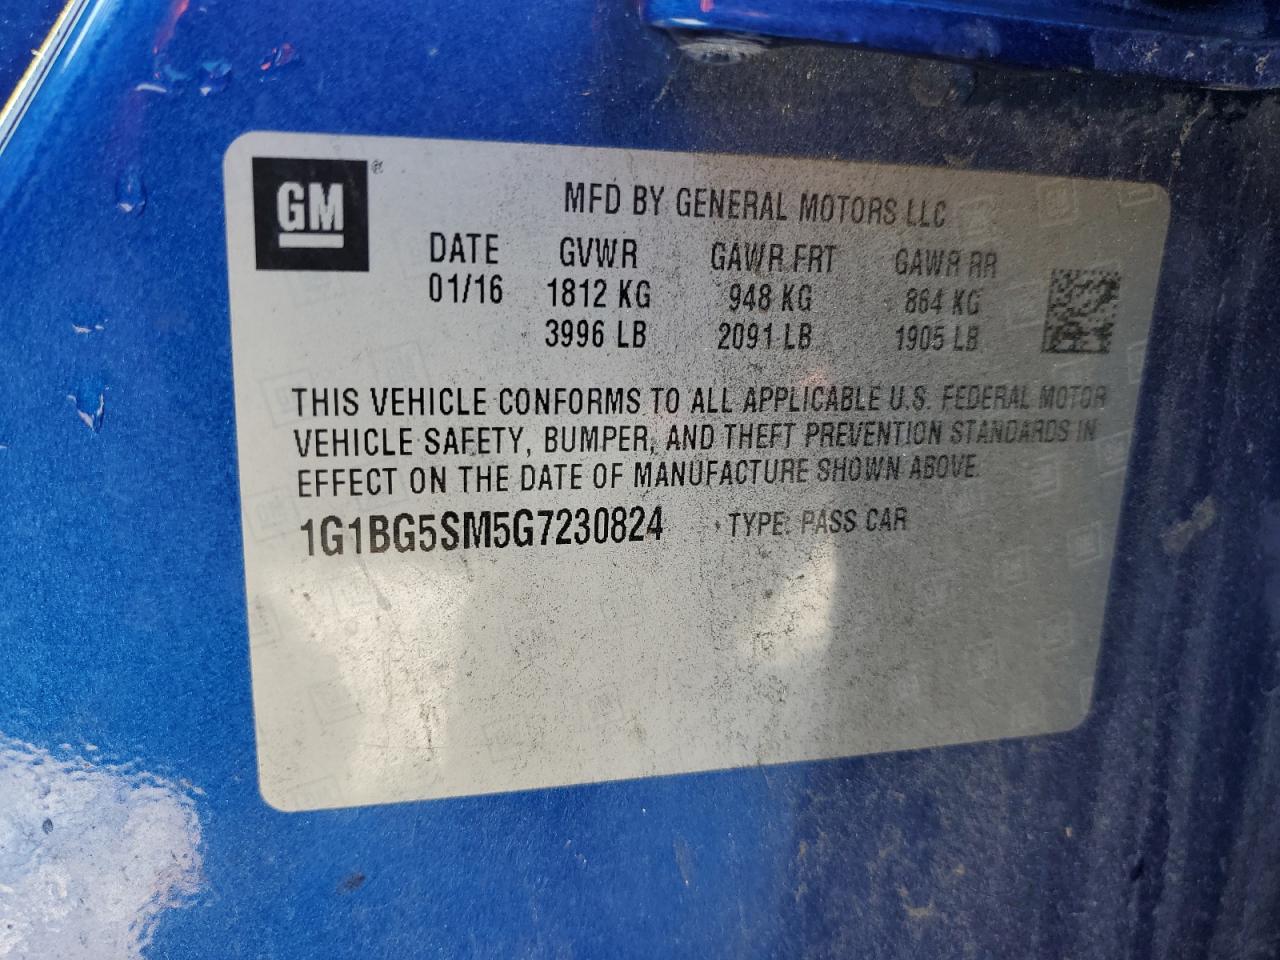 GM®
MFD BY GENERAL MOTORS LLC
DATE GVWR GAWR FRT GAWR RR
01/16 1812 KG 948 KG 864 KG
3996 LB 2091 LB 1905 LB
THIS VEHICLE CONFORMS TO ALL APPLICABLE U.S. FEDERAL MOTOR
VEHICLE SAFETY, BUMPER, AND THEFT PREVENTION STANDARDS IN
EFFECT ON THE DATE OF MANUFACTURE SHOWN ABOVE.
1G1BG5SM5G7230824 TYPE: PASS CAR